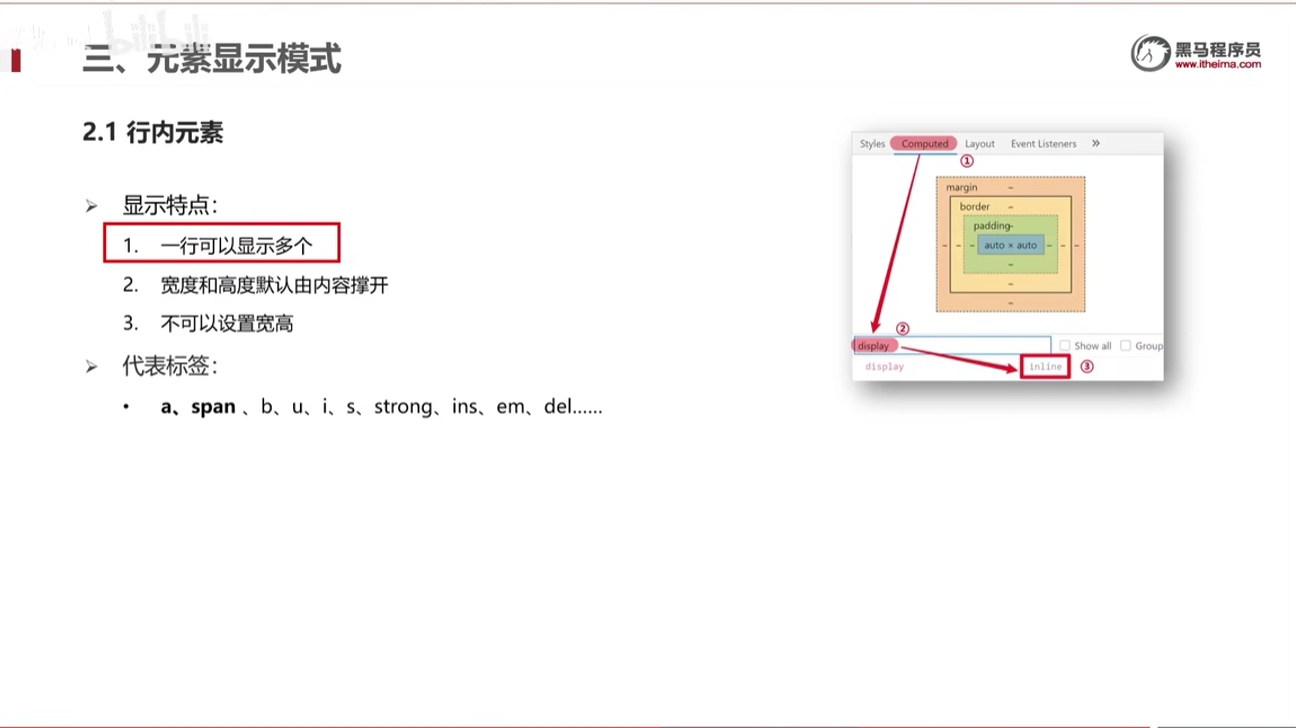 bilibili
三、元素显示模式
黑马程序员
www.itheima.com
2.1 行内元素
➢ 显示特点：
1. 一行可以显示多个
2. 宽度和高度默认由内容撑开
3. 不可以设置宽高
➢ 代表标签：
• a、span 、b、u、i、s、strong、ins、em、del……
Styles Computed Layout Event Listeners »
①
margin –
border –
padding-
– – – auto × auto – – –
–
–
–
②
display Show all Group
display inline ③